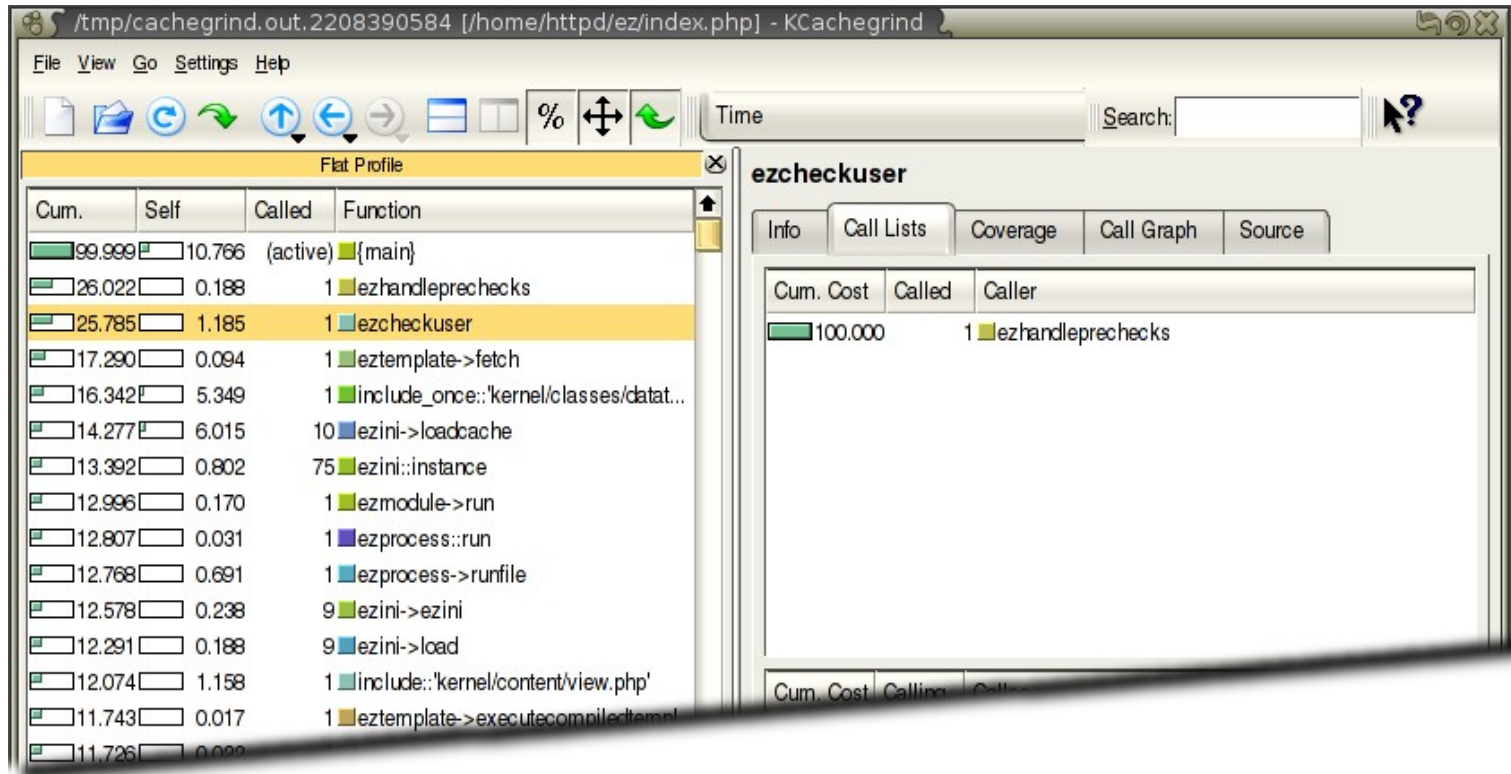 /tmp/cachegrind.out.2208390584 [/home/httpd/ez/index.php] - KCachegrind
File View Go Settings Help
% Time Search: ?
Flat Profile
Cum. Self Called Function
99.999 10.766 (active) {main}
26.022 0.188 1 ezhandleprechecks
25.785 1.185 1 ezcheckuser
17.290 0.094 1 eztemplate->fetch
16.342 5.349 1 include_once::'kernel/classes/datat...
14.277 6.015 10 ezini->loadcache
13.392 0.802 75 ezini::instance
12.996 0.170 1 ezmodule->run
12.807 0.031 1 ezprocess::run
12.768 0.691 1 ezprocess->runfile
12.578 0.238 9 ezini->ezini
12.291 0.188 9 ezini->load
12.074 1.158 1 include::'kernel/content/view.php'
11.743 0.017 1 eztemplate->executecompiledtempl
11.726 0.022
ezcheckuser
Info Call Lists Coverage Call Graph Source
Cum. Cost Called Caller
100.000 1 ezhandleprechecks
Cum. Cost Calling Callee